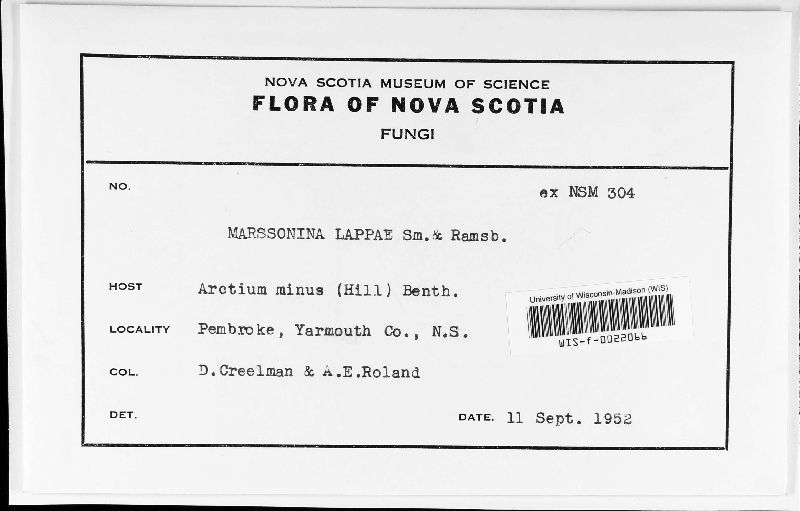 NOVA SCOTIA MUSEUM OF SCIENCE
FLORA OF NOVA SCOTIA
FUNGI
NO. ex NSM 304
MARSSONINA LAPPAE Sm.& Ramsb.
HOST Arctium minus (Hill) Benth.
LOCALITY Pembroke, Yarmouth Co., N.S.
COL. D.Creelman & A.E.Roland
DET. DATE. 11 Sept. 1952
University of Wisconsin-Madison (WIS)
WIS-f-0022066